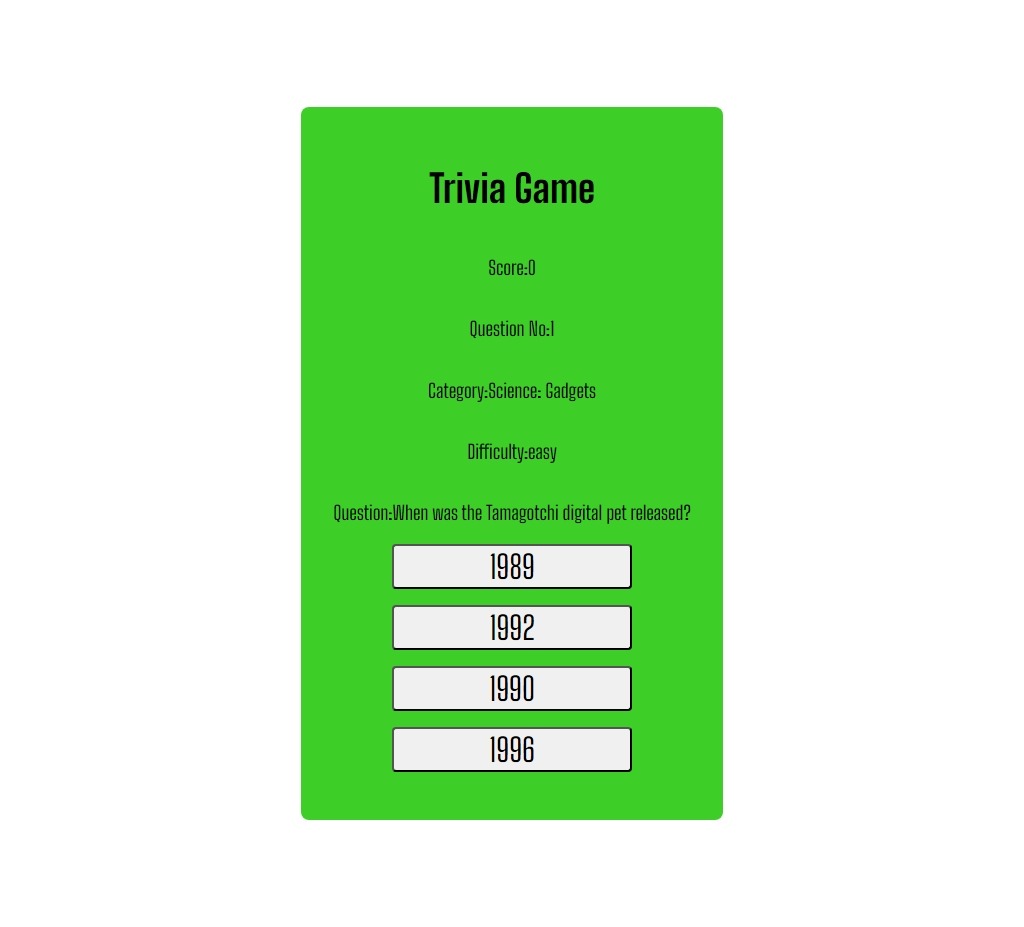 Trivia Game
Score:0
Question No:1
Category:Science: Gadgets
Difficulty:easy
Question:When was the Tamagotchi digital pet released?
1989
1992
1990
1996